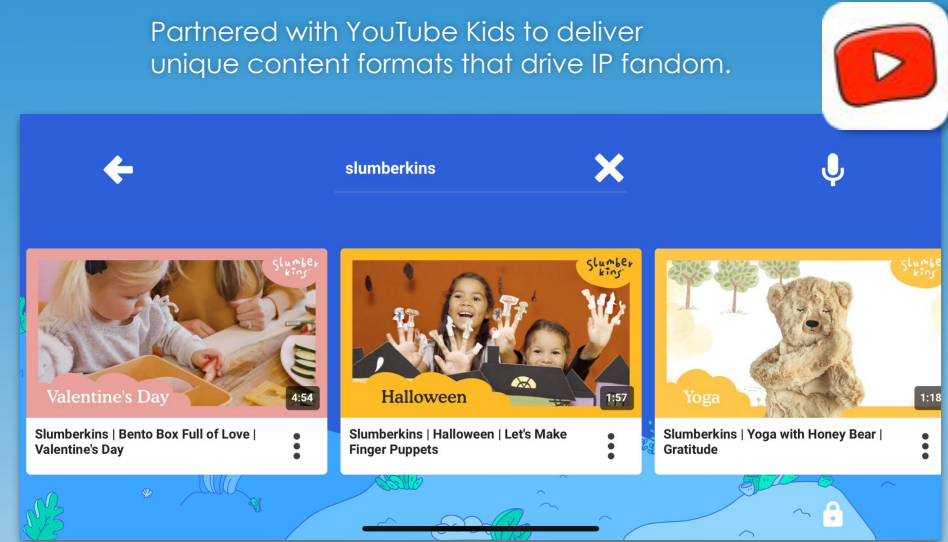 Partnered with YouTube Kids to deliver
unique content formats that drive IP fandom.
slumberkins
Slumber
kins
Valentine's Day
4:54
Slumberkins | Bento Box Full of Love |
Valentine's Day
Slumber
kins
Halloween
1:57
Slumberkins | Halloween | Let's Make
Finger Puppets
Slumbe
kins
Yoga
1:18
Slumberkins | Yoga with Honey Bear |
Gratitude